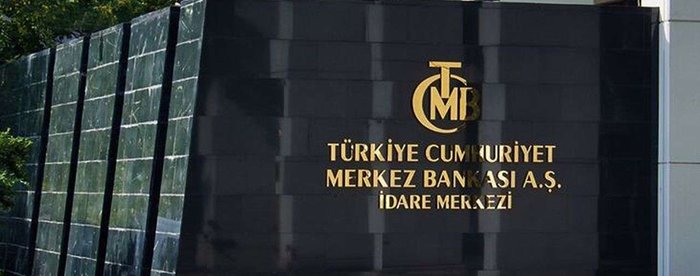 TCMB
TÜRKİYE CUMHURİYET
MERKEZ BANKASI A.Ş.
İDARE MERKEZİ